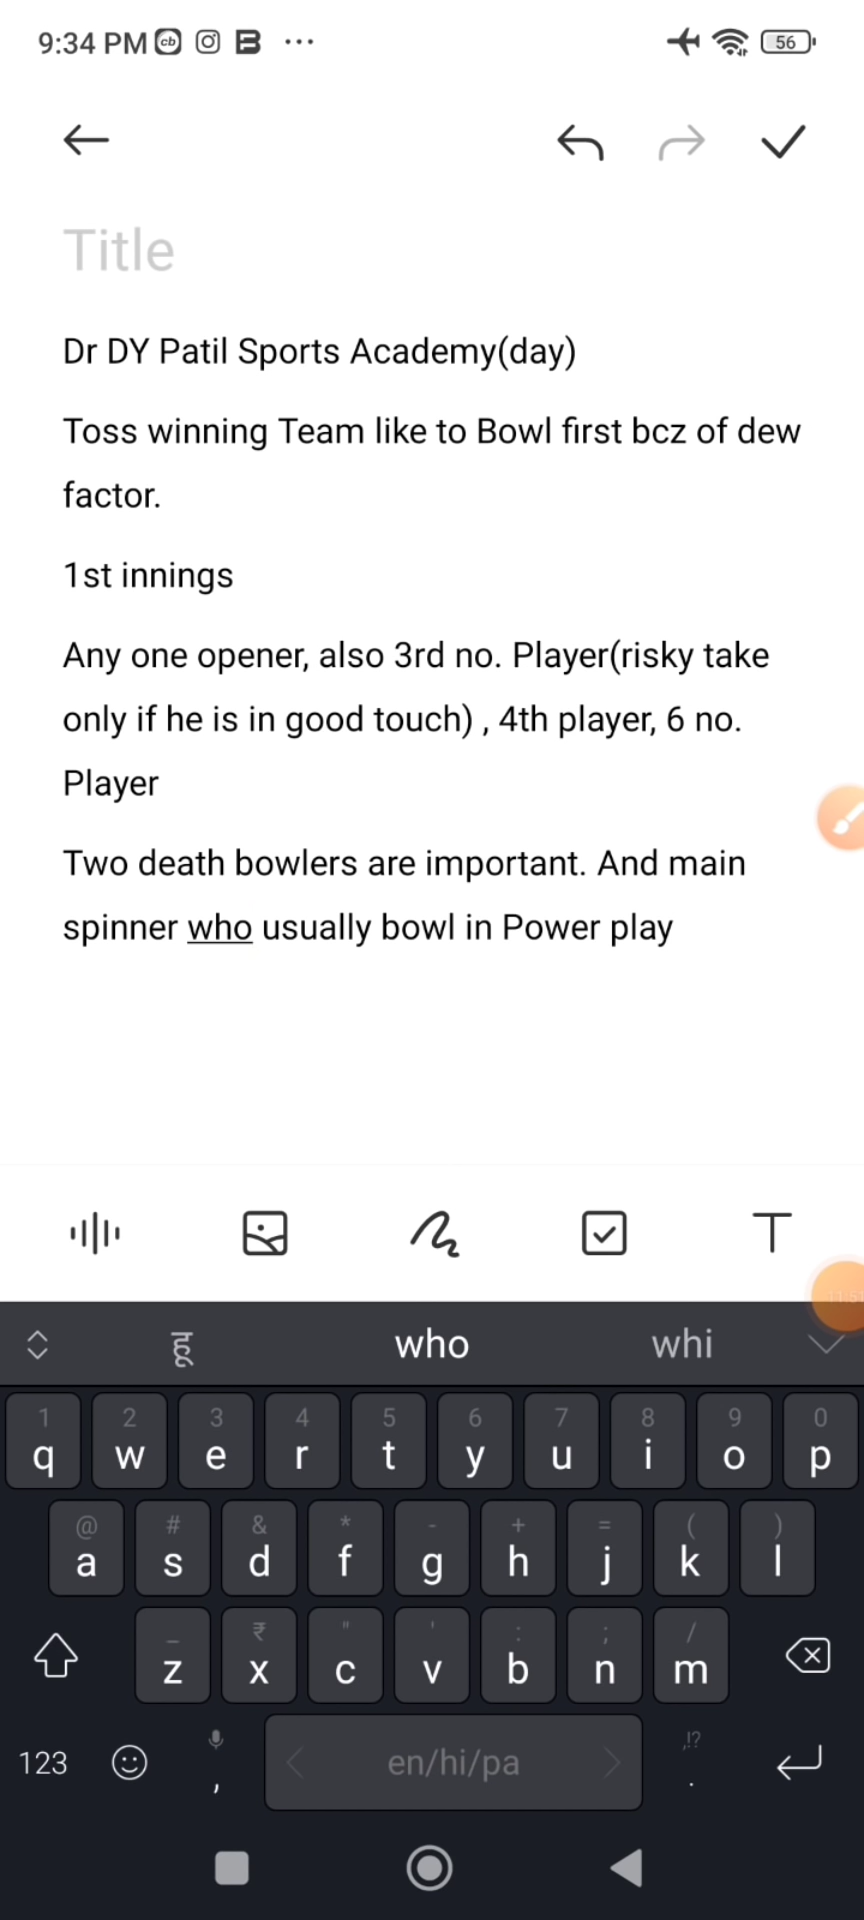 9:34 PM
56
Title
Dr DY Patil Sports Academy(day)
Toss winning Team like to Bowl first bcz of dew
factor.
1st innings
Any one opener, also 3rd no. Player(risky take
only if he is in good touch) , 4th player, 6 no.
Player
Two death bowlers are important. And main
spinner who usually bowl in Power play
T
हू who whi
1 2 3 4 5 6 7 8 9 0
q w e r t y u i o p
@ # & * - + = ( )
a s d f g h j k l
_ ₹ " ' : ; /
z x c v b n m
123 , en/hi/pa ,!? .